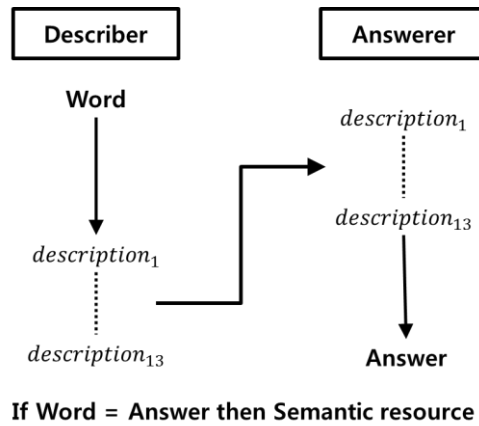 Describer
Word
description₁
description₁₃
Answerer
description₁
description₁₃
Answer
If Word = Answer then Semantic resource